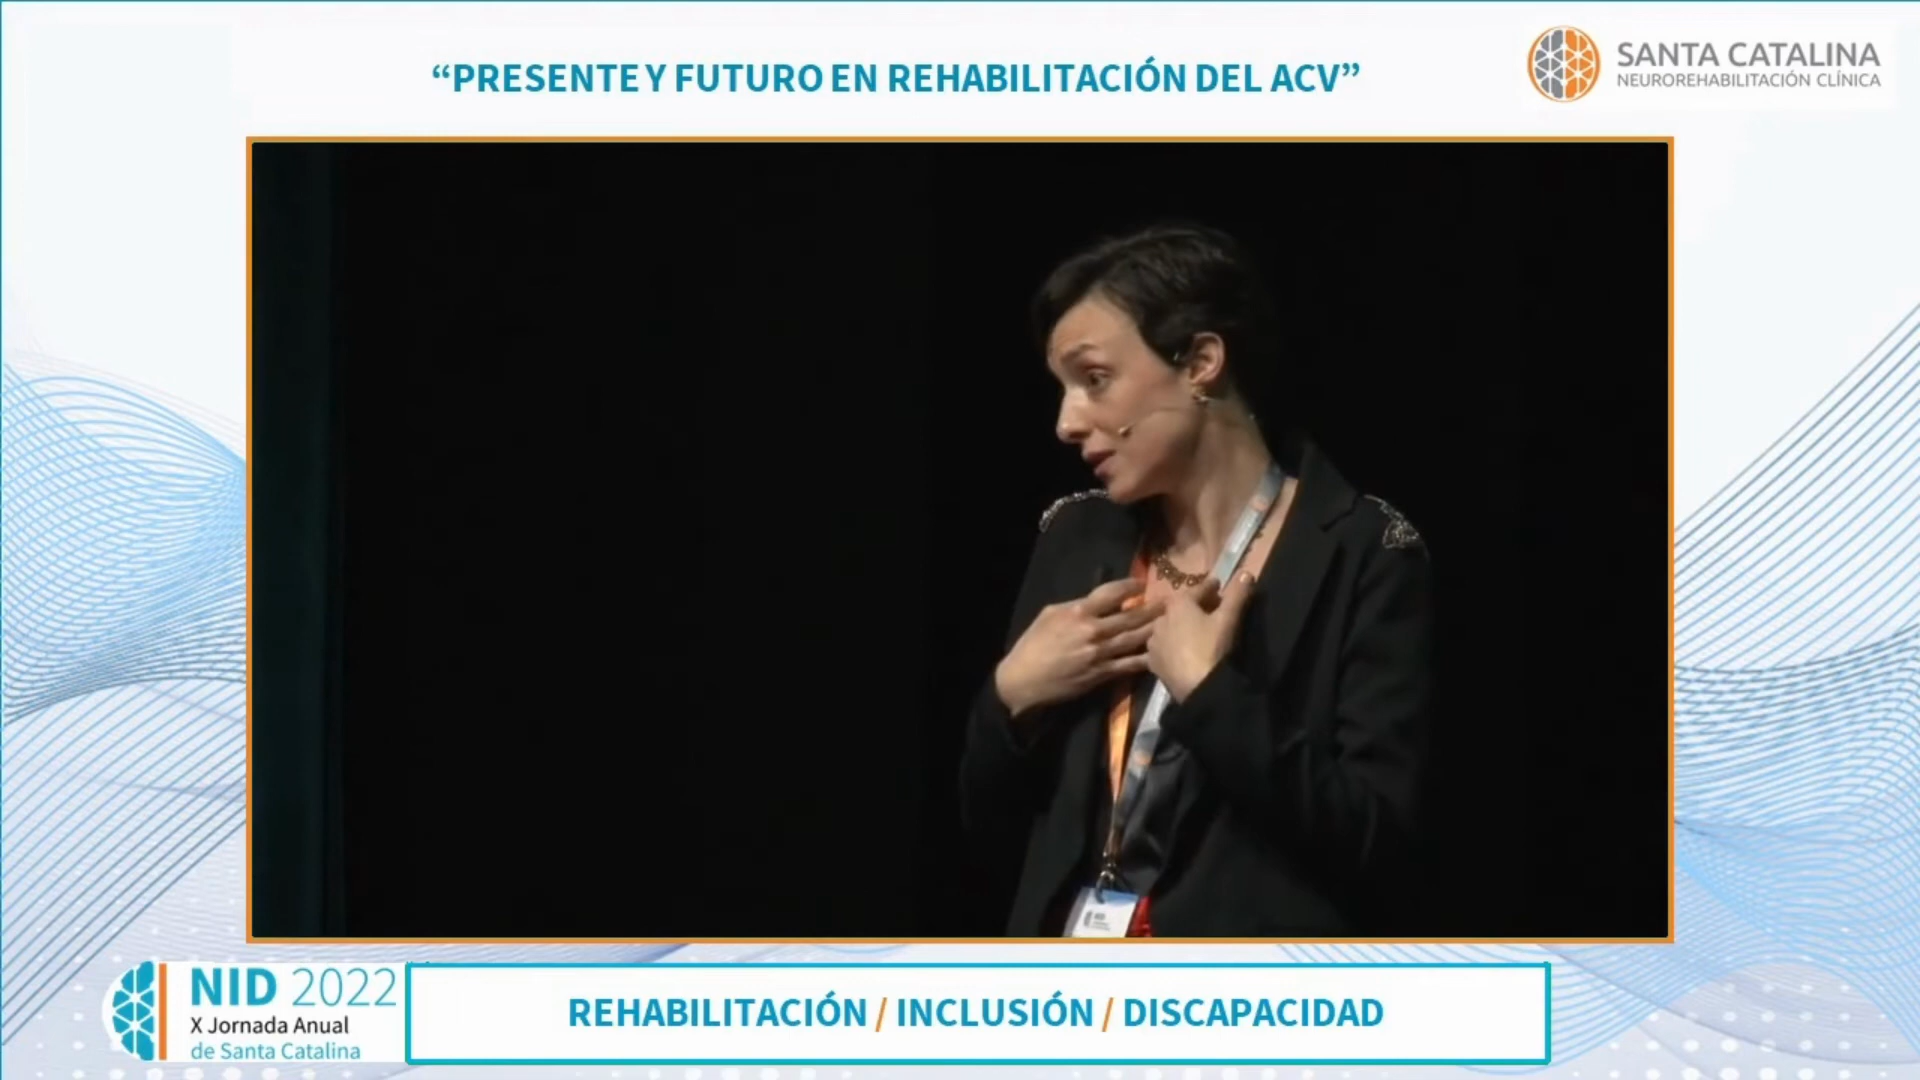 “PRESENTE Y FUTURO EN REHABILITACIÓN DEL ACV”
SANTA CATALINA
NEUROREHABILITACIÓN CLÍNICA
NID
NID 2022
X Jornada Anual
de Santa Catalina
REHABILITACIÓN / INCLUSIÓN / DISCAPACIDAD